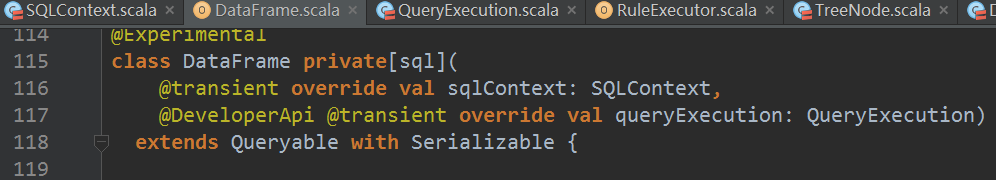 SQLContext.scala × DataFrame.scala × QueryExecution.scala × RuleExecutor.scala × TreeNode.scala × D
114 @Experimental
115 class DataFrame private[sql](
116 @transient override val sqlContext: SQLContext,
117 @DeveloperApi @transient override val queryExecution: QueryExecution)
118 extends Queryable with Serializable {
119